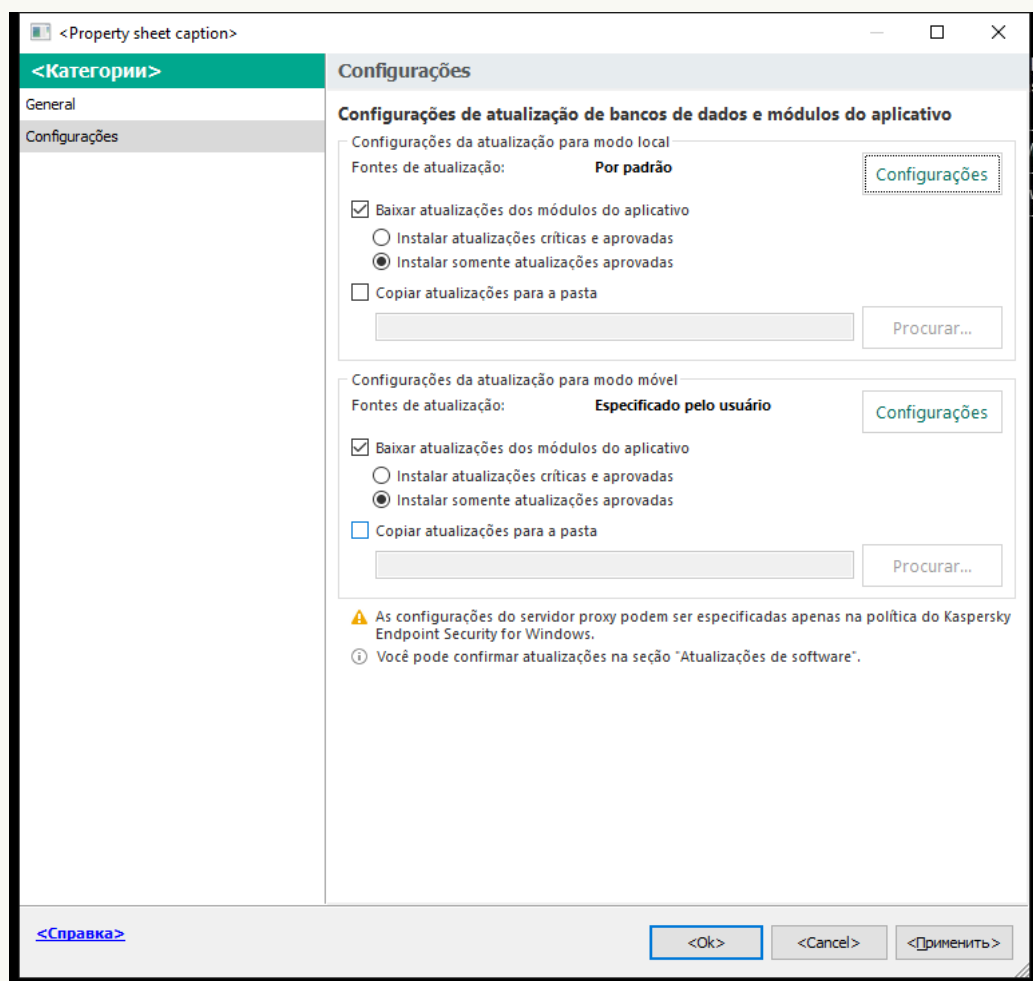 <Property sheet caption>
<Категории>
General
Configurações
Configurações
Configurações de atualização de bancos de dados e módulos do aplicativo
Configurações da atualização para modo local
Fontes de atualização: Por padrão
Configurações
Baixar atualizações dos módulos do aplicativo
Instalar atualizações críticas e aprovadas
Instalar somente atualizações aprovadas
Copiar atualizações para a pasta
Procurar...
Configurações da atualização para modo móvel
Fontes de atualização: Especificado pelo usuário
Configurações
Baixar atualizações dos módulos do aplicativo
Instalar atualizações críticas e aprovadas
Instalar somente atualizações aprovadas
Copiar atualizações para a pasta
Procurar...
As configurações do servidor proxy podem ser especificadas apenas na política do Kaspersky
Endpoint Security for Windows.
Você pode confirmar atualizações na seção "Atualizações de software".
<Справка>
<Ok> <Cancel> <Применить>